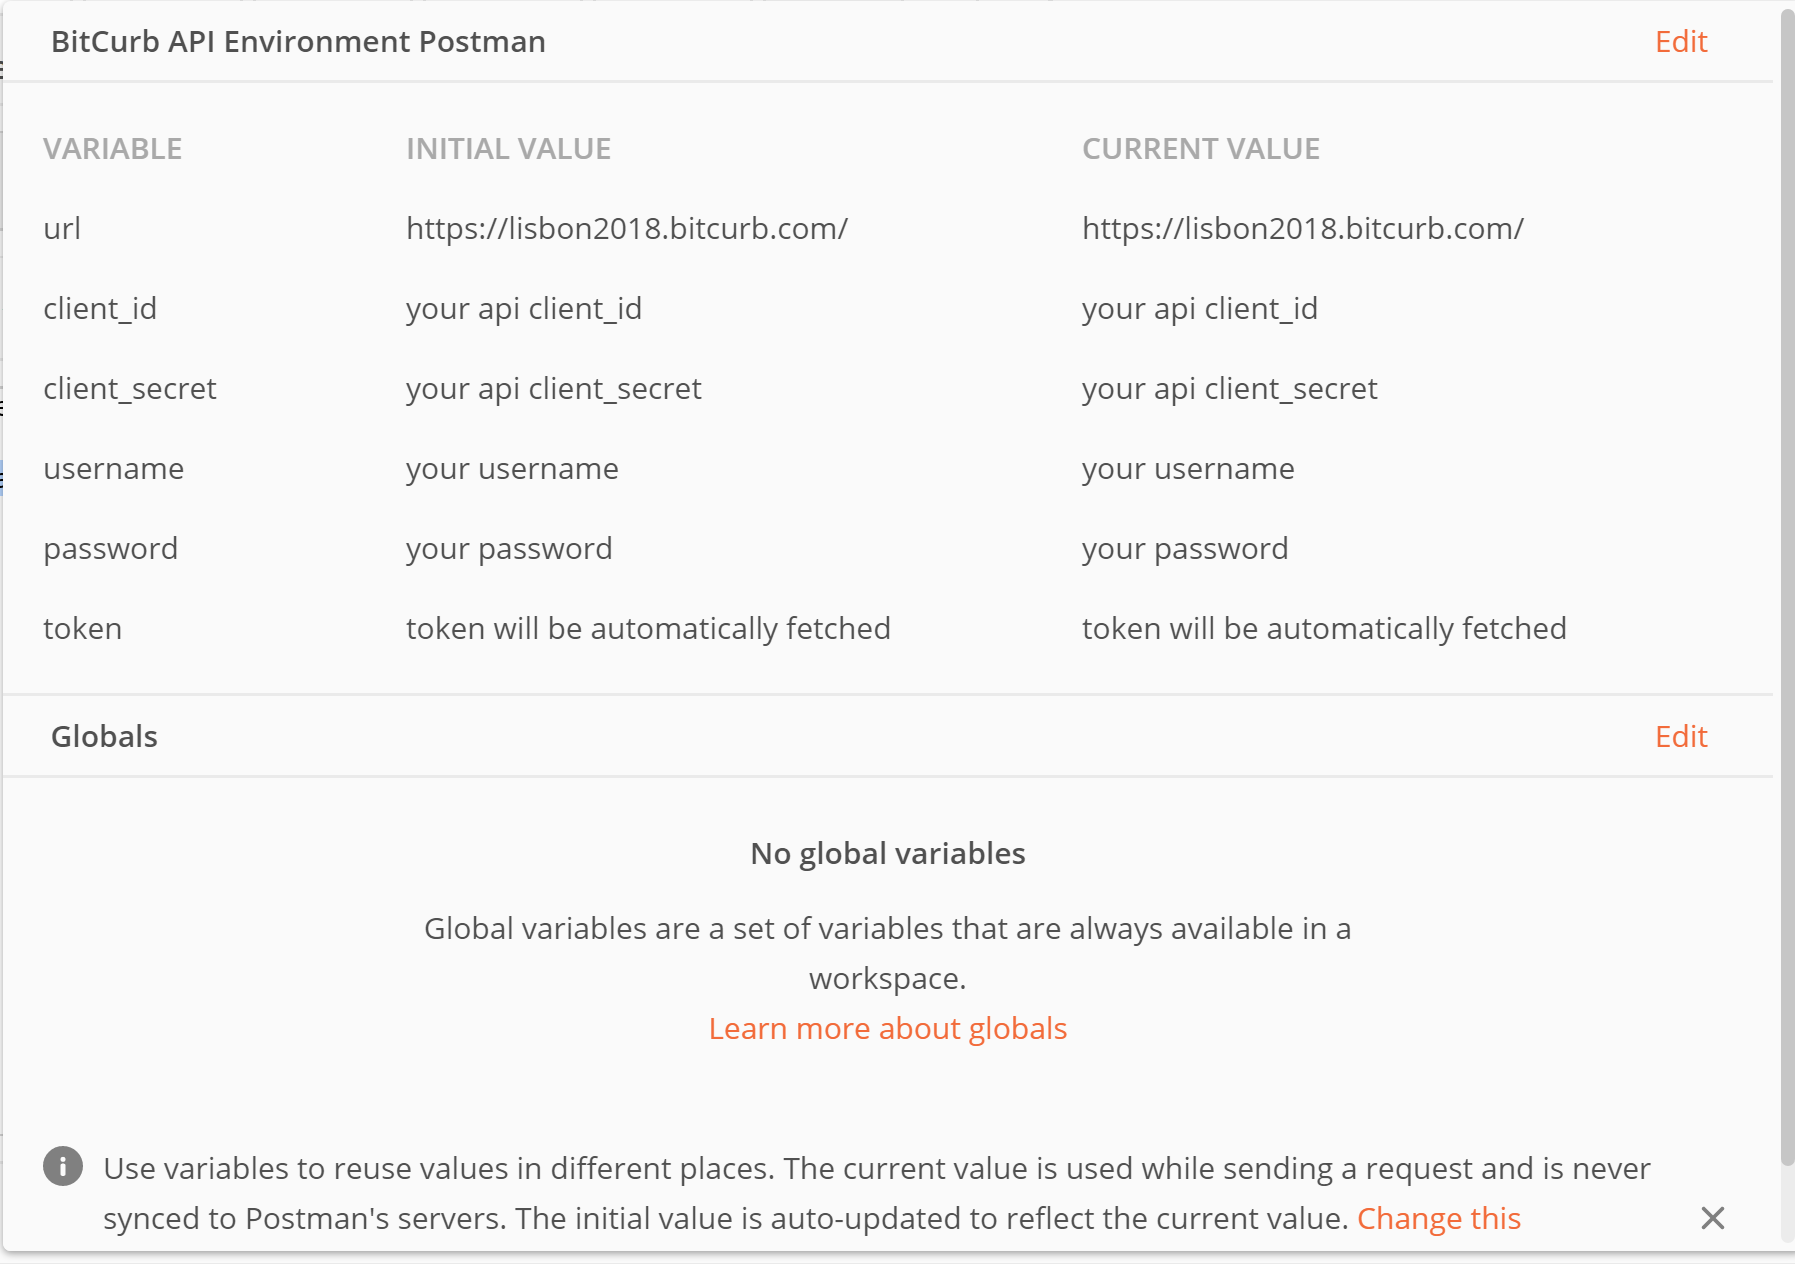 BitCurb API Environment Postman Edit
VARIABLE INITIAL VALUE CURRENT VALUE
url https://lisbon2018.bitcurb.com/ https://lisbon2018.bitcurb.com/
client_id your api client_id your api client_id
client_secret your api client_secret your api client_secret
username your username your username
password your password your password
token token will be automatically fetched token will be automatically fetched
Globals Edit
No global variables
Global variables are a set of variables that are always available in a
workspace.
Learn more about globals
Use variables to reuse values in different places. The current value is used while sending a request and is never
synced to Postman's servers. The initial value is auto-updated to reflect the current value. Change this